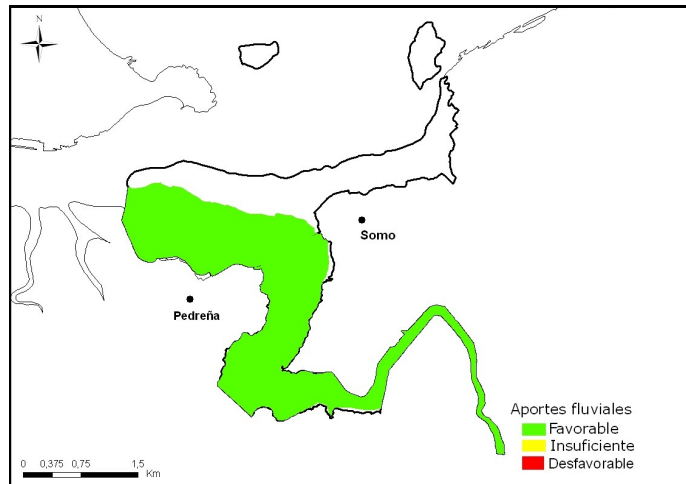 N
Somo
Pedreña
Aportes fluviales
Favorable
Insuficiente
Desfavorable
0 0,375 0,75 1,5
Km